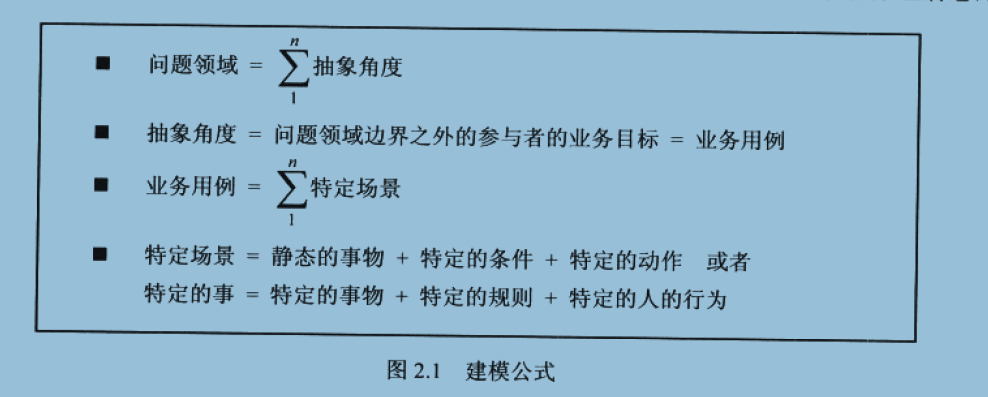 ■ 问题领域 = n∑1 抽象角度
■ 抽象角度 = 问题领域边界之外的参与者的业务目标 = 业务用例
■ 业务用例 = n∑1 特定场景
■ 特定场景 = 静态的事物 + 特定的条件 + 特定的动作 或者
特定的事 = 特定的事物 + 特定的规则 + 特定的人的行为
图 2.1 建模公式